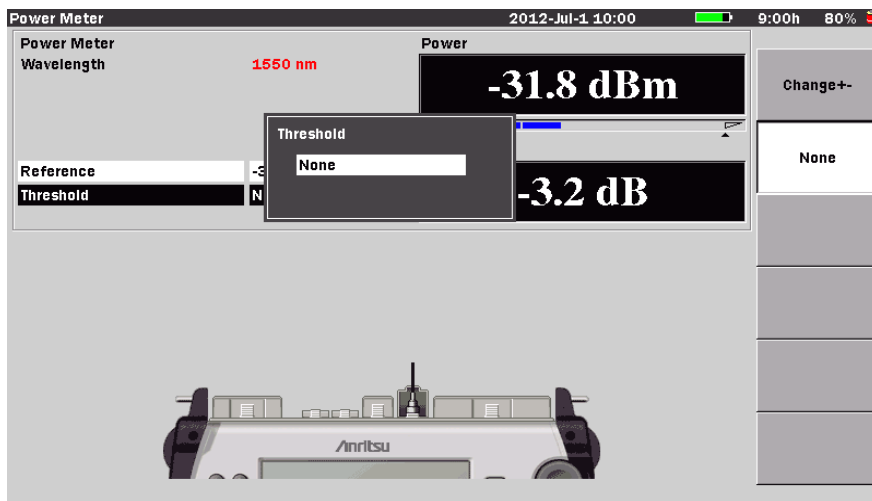 Power Meter 2012-Jul-1 10:00 9:00h 80%
Power Meter
Wavelength 1550 nm
Power
-31.8 dBm
Threshold
None
Reference -3
Threshold N
-3.2 dB
Change+-
None
Anritsu